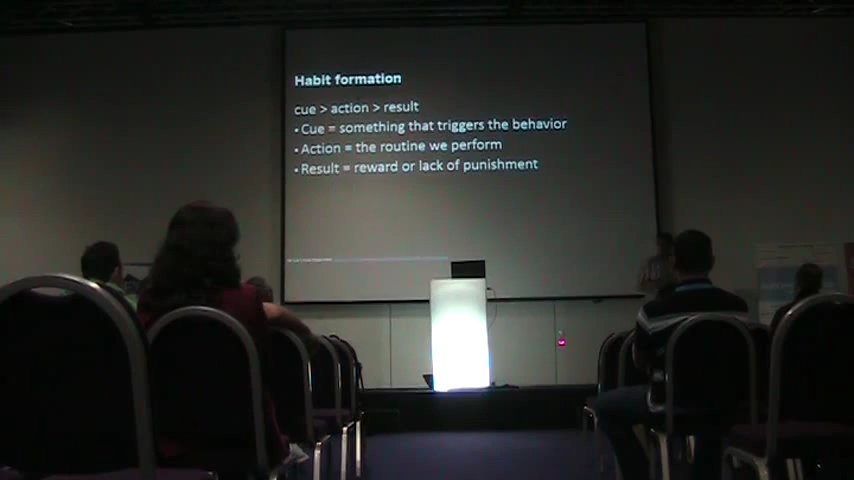 Habit formation
cue > action > result
▪ Cue = something that triggers the behavior
▪ Action = the routine we perform
▪ Result = reward or lack of punishment